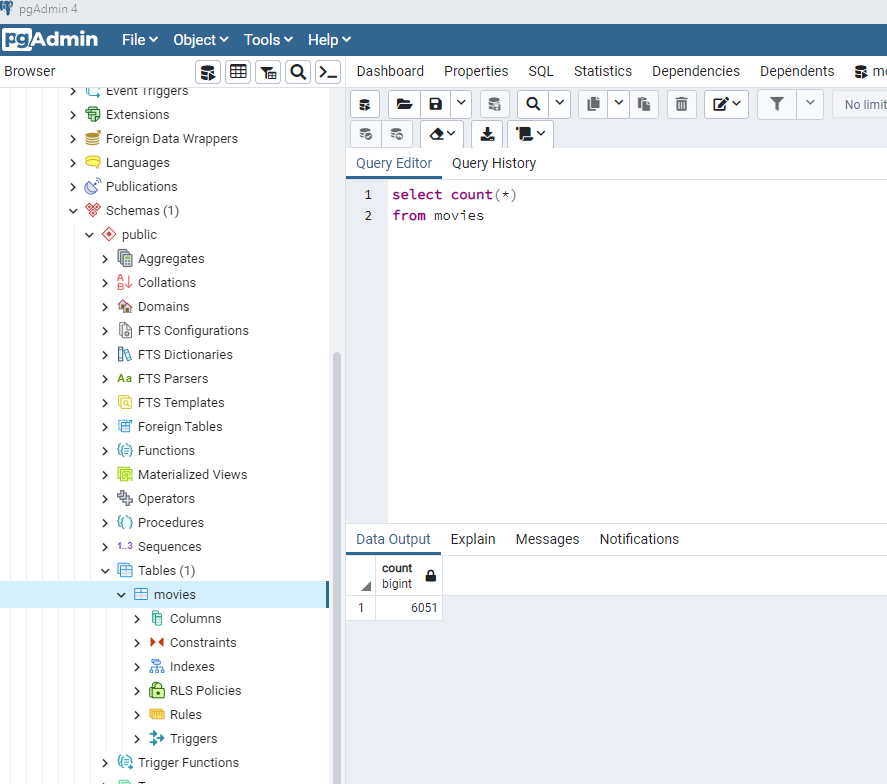 pgAdmin 4
pgAdmin File Object Tools Help
Browser
Dashboard Properties SQL Statistics Dependencies Dependents
No limit
Query Editor Query History
1 select count(*)
2 from movies
Event Triggers
Extensions
Foreign Data Wrappers
Languages
Publications
Schemas (1)
public
Aggregates
Collations
Domains
FTS Configurations
FTS Dictionaries
Aa FTS Parsers
FTS Templates
Foreign Tables
Functions
Materialized Views
Operators
Procedures
1..3 Sequences
Tables (1)
movies
Columns
Constraints
Indexes
RLS Policies
Rules
Triggers
Trigger Functions
Data Output Explain Messages Notifications
count
bigint
1 6051